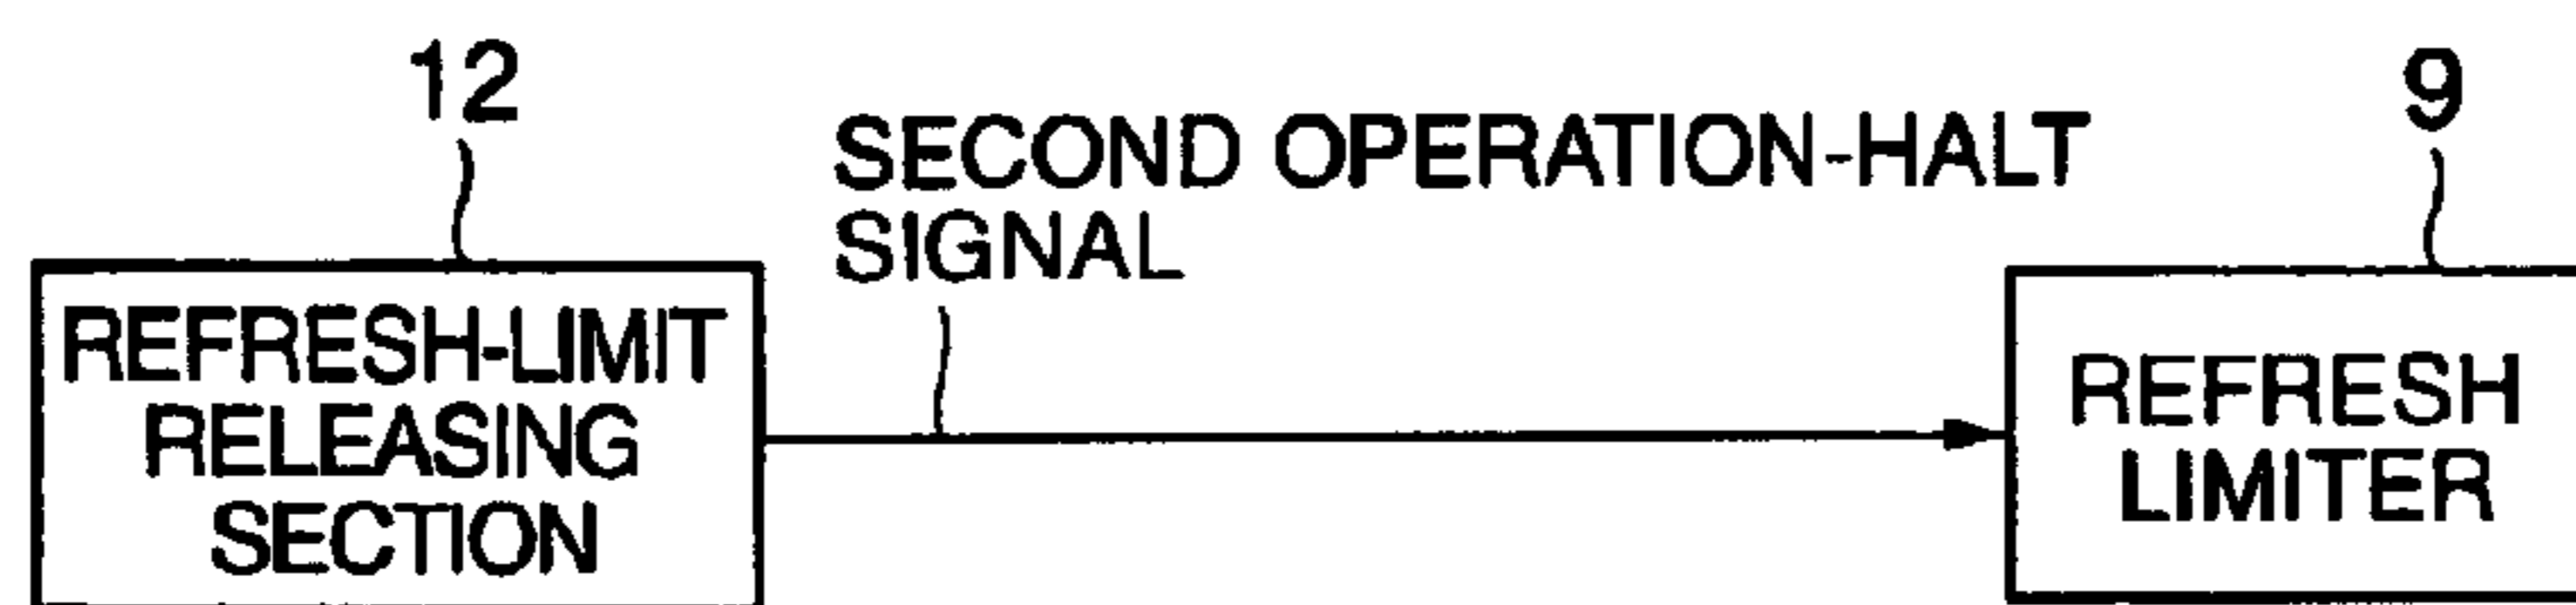 12
SECOND OPERATION-HALT
SIGNAL
9
REFRESH-LIMIT
RELEASING
SECTION
REFRESH
LIMITER